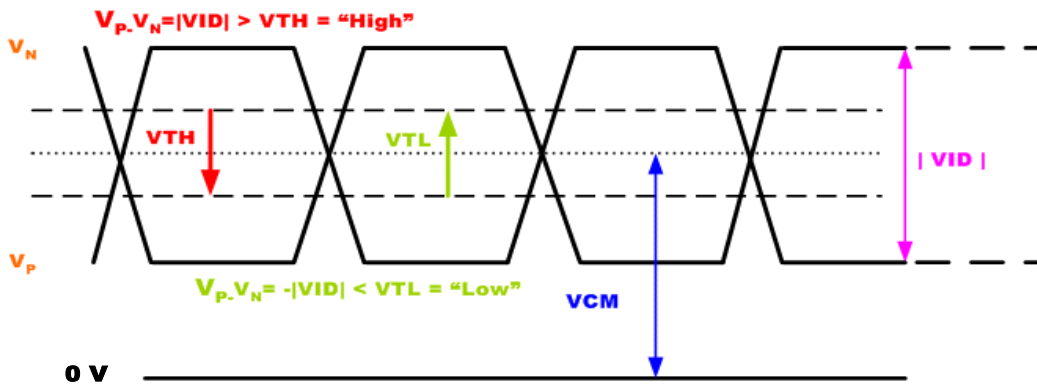 VP-VN=|VID| > VTH = “High”
VN
VTH
VTL
| VID |
VP
VP-VN= -|VID| < VTL = “Low”
VCM
0 V